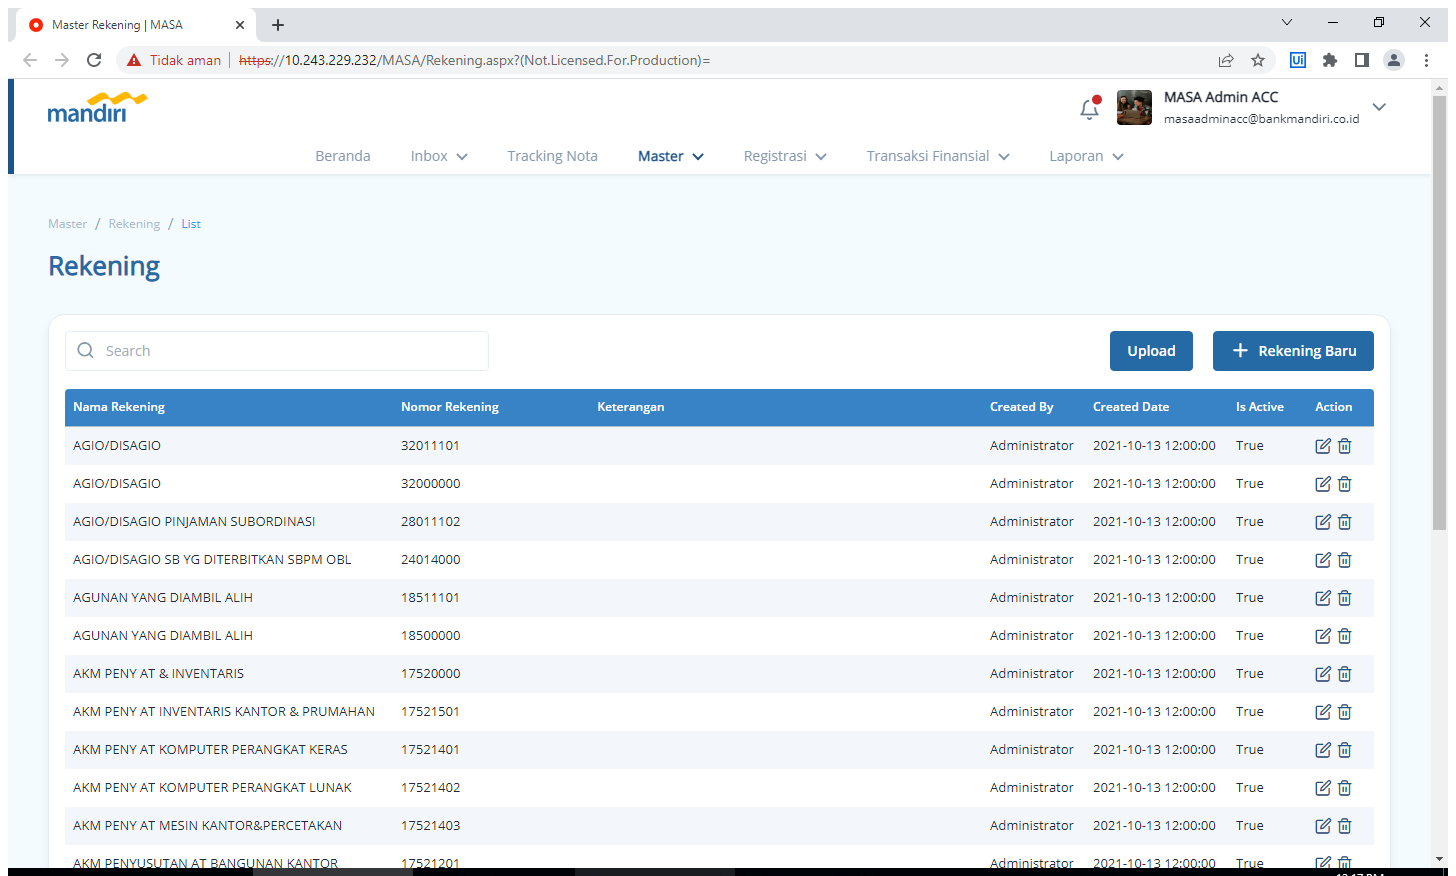 Master Rekening | MASA
Tidak aman | https://10.243.229.232/MASA/Rekening.aspx?(Not.Licensed.For.Production)=
Ui
mandiri
MASA Admin ACC
masaadminacc@bankmandiri.co.id
Beranda Inbox Tracking Nota Master Registrasi Transaksi Finansial Laporan
Master / Rekening / List
Rekening
Search Upload + Rekening Baru
Nama Rekening Nomor Rekening Keterangan Created By Created Date Is Active Action
AGIO/DISAGIO 32011101 Administrator 2021-10-13 12:00:00 True
AGIO/DISAGIO 32000000 Administrator 2021-10-13 12:00:00 True
AGIO/DISAGIO PINJAMAN SUBORDINASI 28011102 Administrator 2021-10-13 12:00:00 True
AGIO/DISAGIO SB YG DITERBITKAN SBPM OBL 24014000 Administrator 2021-10-13 12:00:00 True
AGUNAN YANG DIAMBIL ALIH 18511101 Administrator 2021-10-13 12:00:00 True
AGUNAN YANG DIAMBIL ALIH 18500000 Administrator 2021-10-13 12:00:00 True
AKM PENY AT & INVENTARIS 17520000 Administrator 2021-10-13 12:00:00 True
AKM PENY AT INVENTARIS KANTOR & PRUMAHAN 17521501 Administrator 2021-10-13 12:00:00 True
AKM PENY AT KOMPUTER PERANGKAT KERAS 17521401 Administrator 2021-10-13 12:00:00 True
AKM PENY AT KOMPUTER PERANGKAT LUNAK 17521402 Administrator 2021-10-13 12:00:00 True
AKM PENY AT MESIN KANTOR&PERCETAKAN 17521403 Administrator 2021-10-13 12:00:00 True
AKM PENYUSUTAN AT BANGUNAN KANTOR 17521201 Administrator 2021-10-13 12:00:00 True